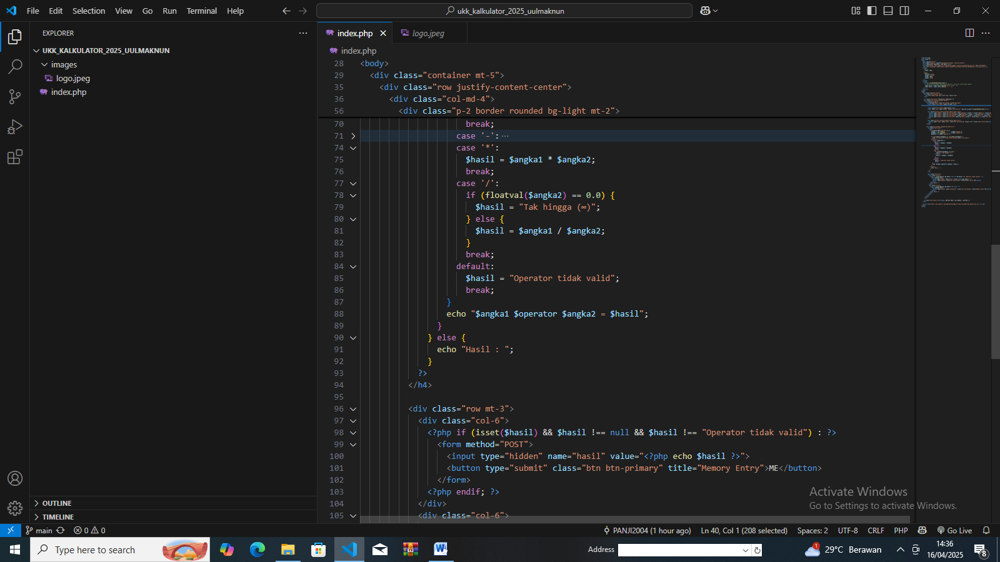 File Edit Selection View Go Run Terminal Help
ukk_kalkulator_2025_uulmaknun
EXPLORER
UKK_KALKULATOR_2025_UULMAKNUN
images
logo.jpeg
index.php
OUTLINE
TIMELINE
index.php
logo.jpeg
index.php
28 <body>
29 <div class="container mt-5">
35 <div class="row justify-content-center">
36 <div class="col-md-4">
56 <div class="p-2 border rounded bg-light mt-2">
70 break;
71 case '-':⋯
74 case '*':
75 $hasil = $angka1 * $angka2;
76 break;
77 case '/':
78 if (floatval($angka2) == 0.0) {
79 $hasil = "Tak hingga (∞)";
80 } else {
81 $hasil = $angka1 / $angka2;
82 }
83 break;
84 default:
85 $hasil = "Operator tidak valid";
86 break;
87 }
88 echo "$angka1 $operator $angka2 = $hasil";
89 }
90 } else {
91 echo "Hasil : ";
92 }
93 ?>
94 </h4>
95
96 <div class="row mt-3">
97 <div class="col-6">
98 <?php if (isset($hasil) && $hasil !== null && $hasil !== "Operator tidak valid") : ?>
99 <form method="POST">
100 <input type="hidden" name="hasil" value="<?php echo $hasil ?>">
101 <button type="submit" class="btn btn-primary" title="Memory Entry">ME</button>
102 </form>
103 <?php endif; ?>
104 </div>
105 <div class="col-6">
Activate Windows
Go to Settings to activate Windows.
main 0 0 PANJI2004 (1 hour ago) Ln 40, Col 1 (208 selected) Spaces: 2 UTF-8 CRLF PHP Go Live
Type here to search Address 1 29°C Berawan 14:36
16/04/2025 8